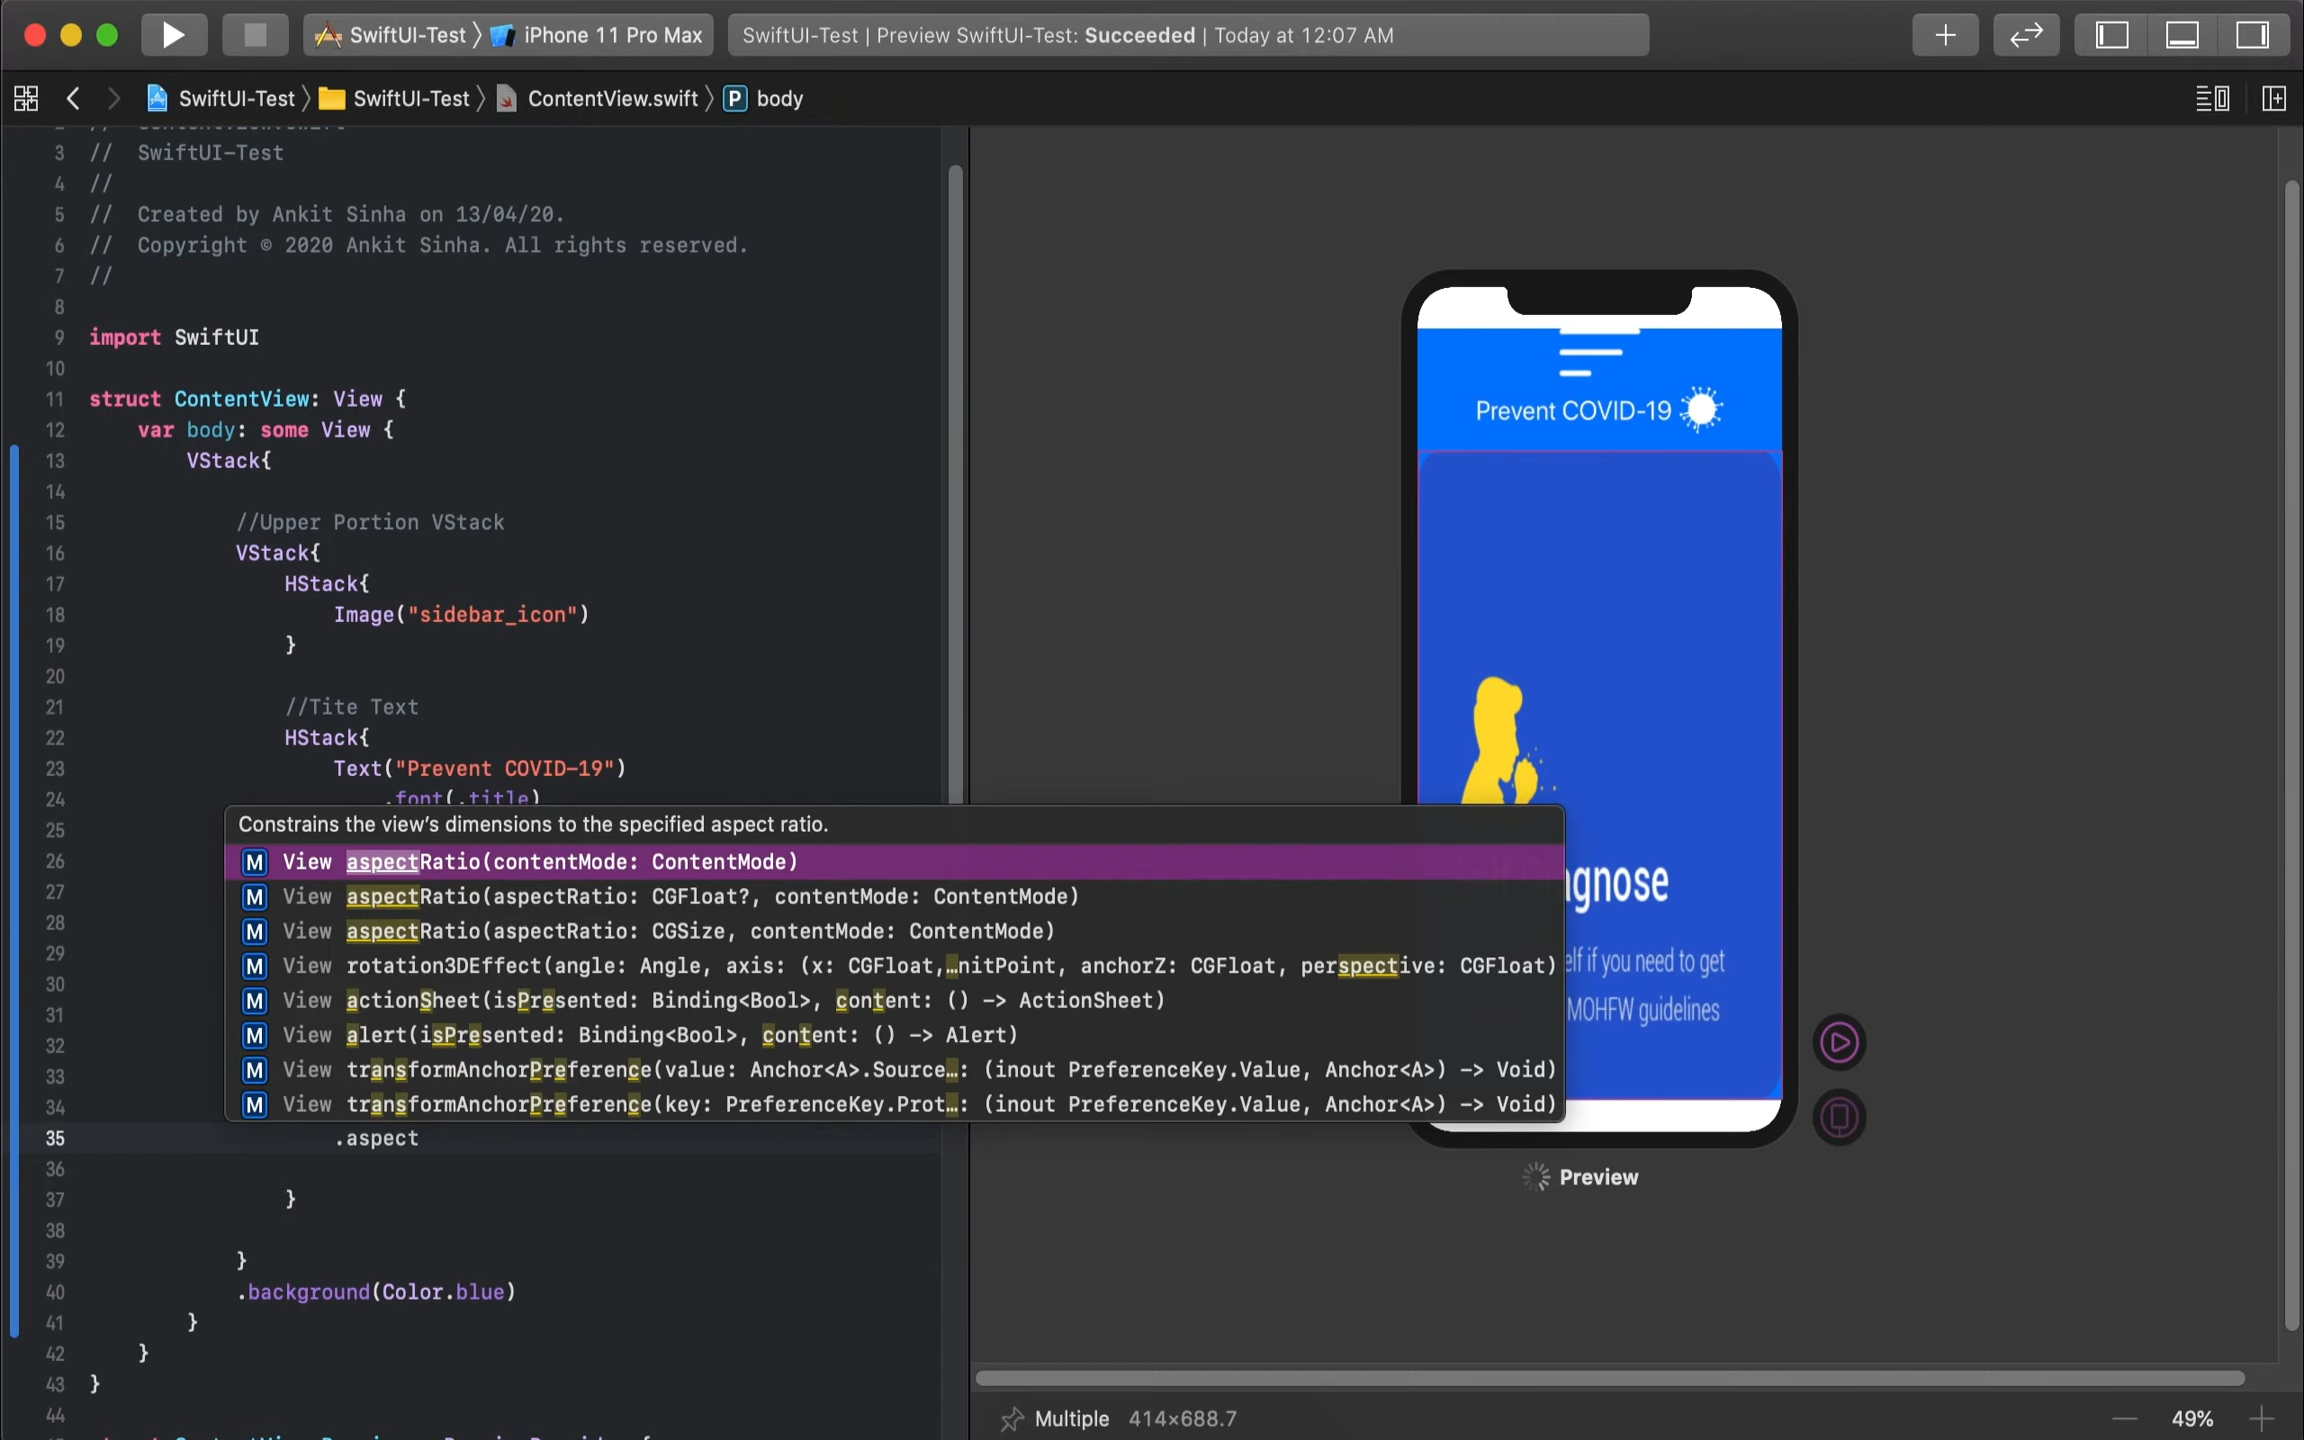 SwiftUI-Test 〉 iPhone 11 Pro Max
SwiftUI-Test | Preview SwiftUI-Test: Succeeded | Today at 12:07 AM
SwiftUI-Test 〉 SwiftUI-Test 〉 ContentView.swift 〉 P body
3 //  SwiftUI-Test
4 //
5 //  Created by Ankit Sinha on 13/04/20.
6 //  Copyright © 2020 Ankit Sinha. All rights reserved.
7 //
8
9 import SwiftUI
10
11 struct ContentView: View {
12 var body: some View {
13 VStack{
14
15 //Upper Portion VStack
16 VStack{
17 HStack{
18 Image("sidebar_icon")
19 }
20
21 //Tite Text
22 HStack{
23 Text("Prevent COVID-19")
24 .font(.title)
25
26
27
28
29
30
31
32
33
34
Constrains the view's dimensions to the specified aspect ratio.
M View aspectRatio(contentMode: ContentMode)
M View aspectRatio(aspectRatio: CGFloat?, contentMode: ContentMode)
M View aspectRatio(aspectRatio: CGSize, contentMode: ContentMode)
M View rotation3DEffect(angle: Angle, axis: (x: CGFloat,…nitPoint, anchorZ: CGFloat, perspective: CGFloat)
M View actionSheet(isPresented: Binding<Bool>, content: () -> ActionSheet)
M View alert(isPresented: Binding<Bool>, content: () -> Alert)
M View transformAnchorPreference(value: Anchor<A>.Source…: (inout PreferenceKey.Value, Anchor<A>) -> Void)
M View transformAnchorPreference(key: PreferenceKey.Prot…: (inout PreferenceKey.Value, Anchor<A>) -> Void)
35 .aspect
36
37 }
38
39 }
40 .background(Color.blue)
41 }
42 }
43 }
44
Prevent COVID-19
gnose
elf if you need to get
MOHFW guidelines
Preview
Multiple 414×688.7
49%